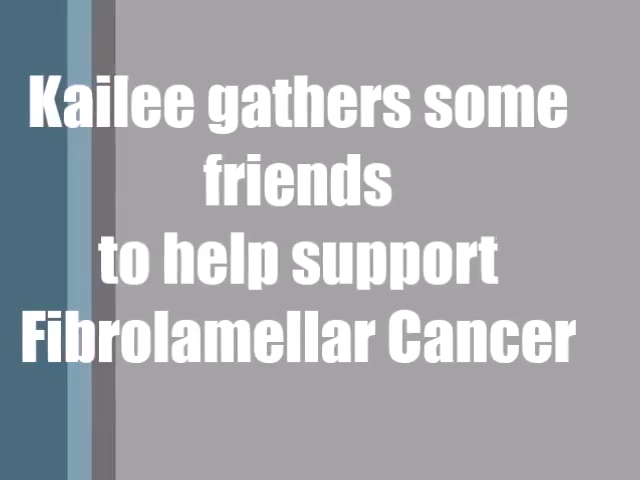 Kailee gathers some
friends
to help support
Fibrolamellar Cancer